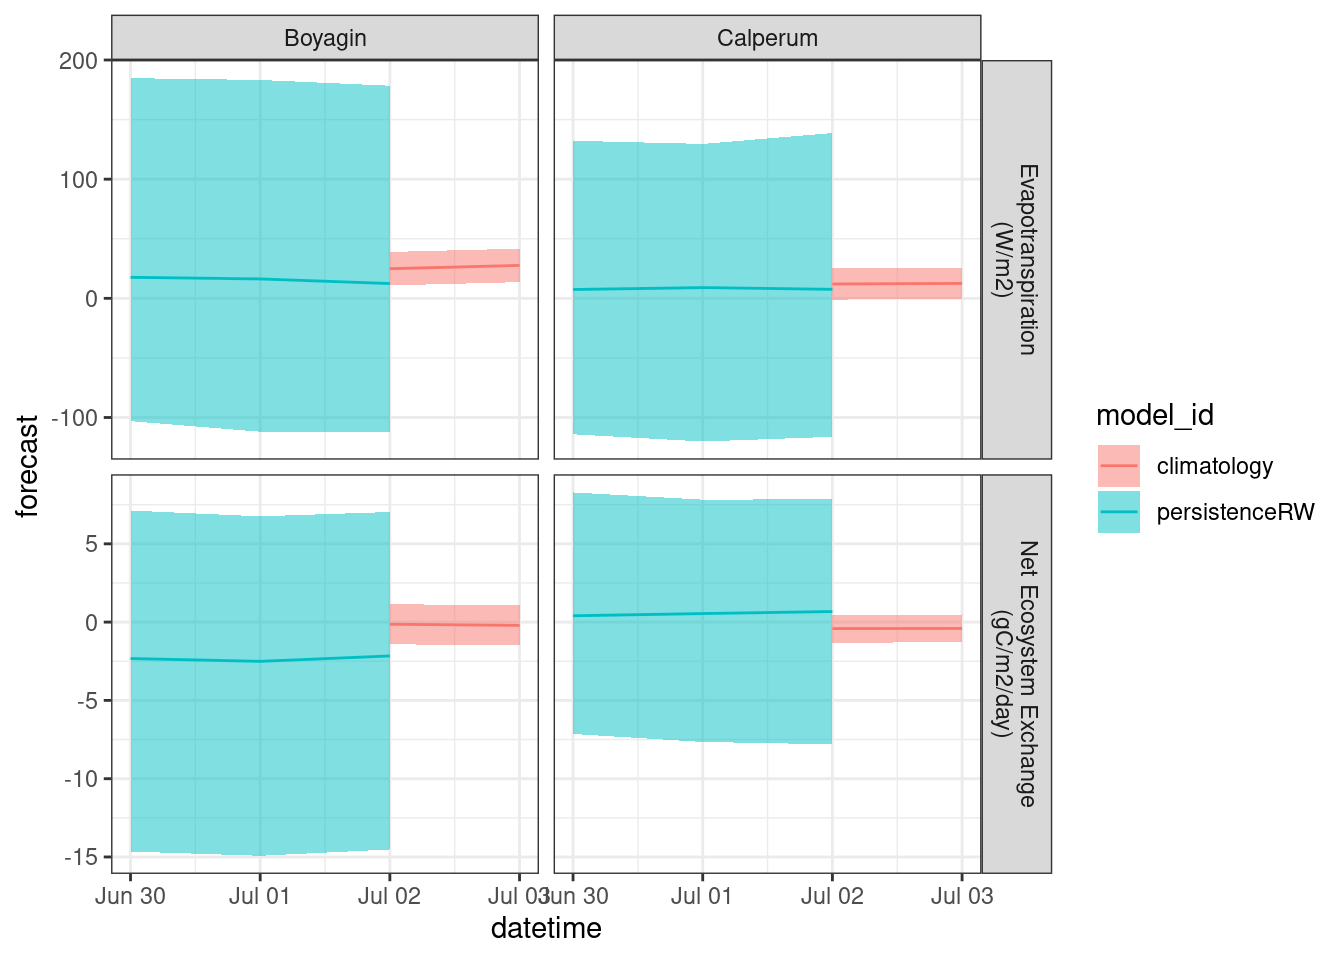 Boyagin
Calperum
200
100
0
-100
Evapotranspiration
(W/m2)
forecast
5
0
-5
-10
-15
Net Ecosystem Exchange
(gC/m2/day)
Jun 30
Jul 01
Jul 02
Jul 03
Jun 30
Jul 01
Jul 02
Jul 03
datetime
model_id
climatology
persistenceRW